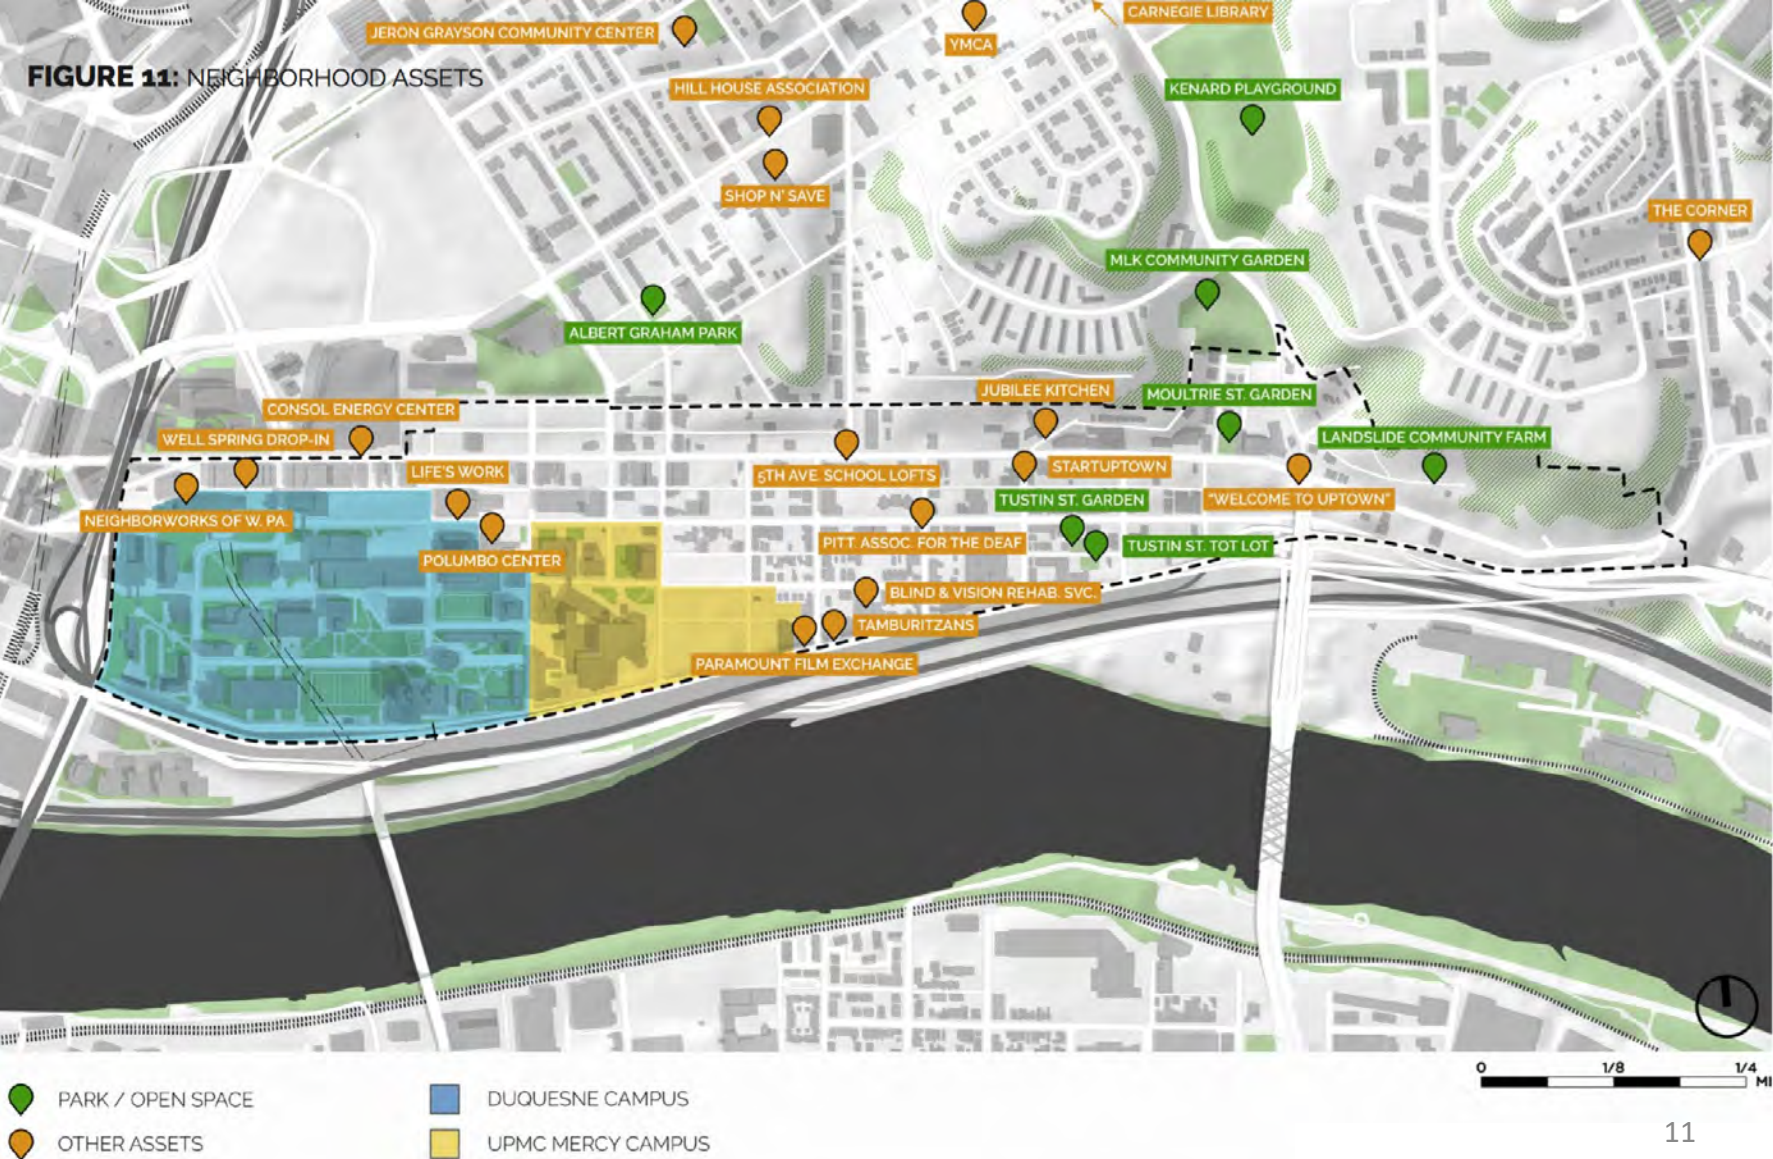 CARNEGIE LIBRARY
JERON GRAYSON COMMUNITY CENTER
YMCA
FIGURE 11: NEIGHBORHOOD ASSETS
HILL HOUSE ASSOCIATION
KENARD PLAYGROUND
SHOP N' SAVE
THE CORNER
MLK COMMUNITY GARDEN
ALBERT GRAHAM PARK
JUBILEE KITCHEN
MOULTRIE ST. GARDEN
CONSOL ENERGY CENTER
WELL SPRING DROP-IN
LANDSLIDE COMMUNITY FARM
LIFE'S WORK
5TH AVE. SCHOOL LOFTS
STARTUPTOWN
TUSTIN ST. GARDEN
"WELCOME TO UPTOWN"
NEIGHBORWORKS OF W. PA.
PITT. ASSOC. FOR THE DEAF
TUSTIN ST. TOT LOT
POLUMBO CENTER
BLIND & VISION REHAB. SVC.
TAMBURITZANS
PARAMOUNT FILM EXCHANGE
0 1/8 1/4
MI
PARK / OPEN SPACE
DUQUESNE CAMPUS
OTHER ASSETS
UPMC MERCY CAMPUS
11